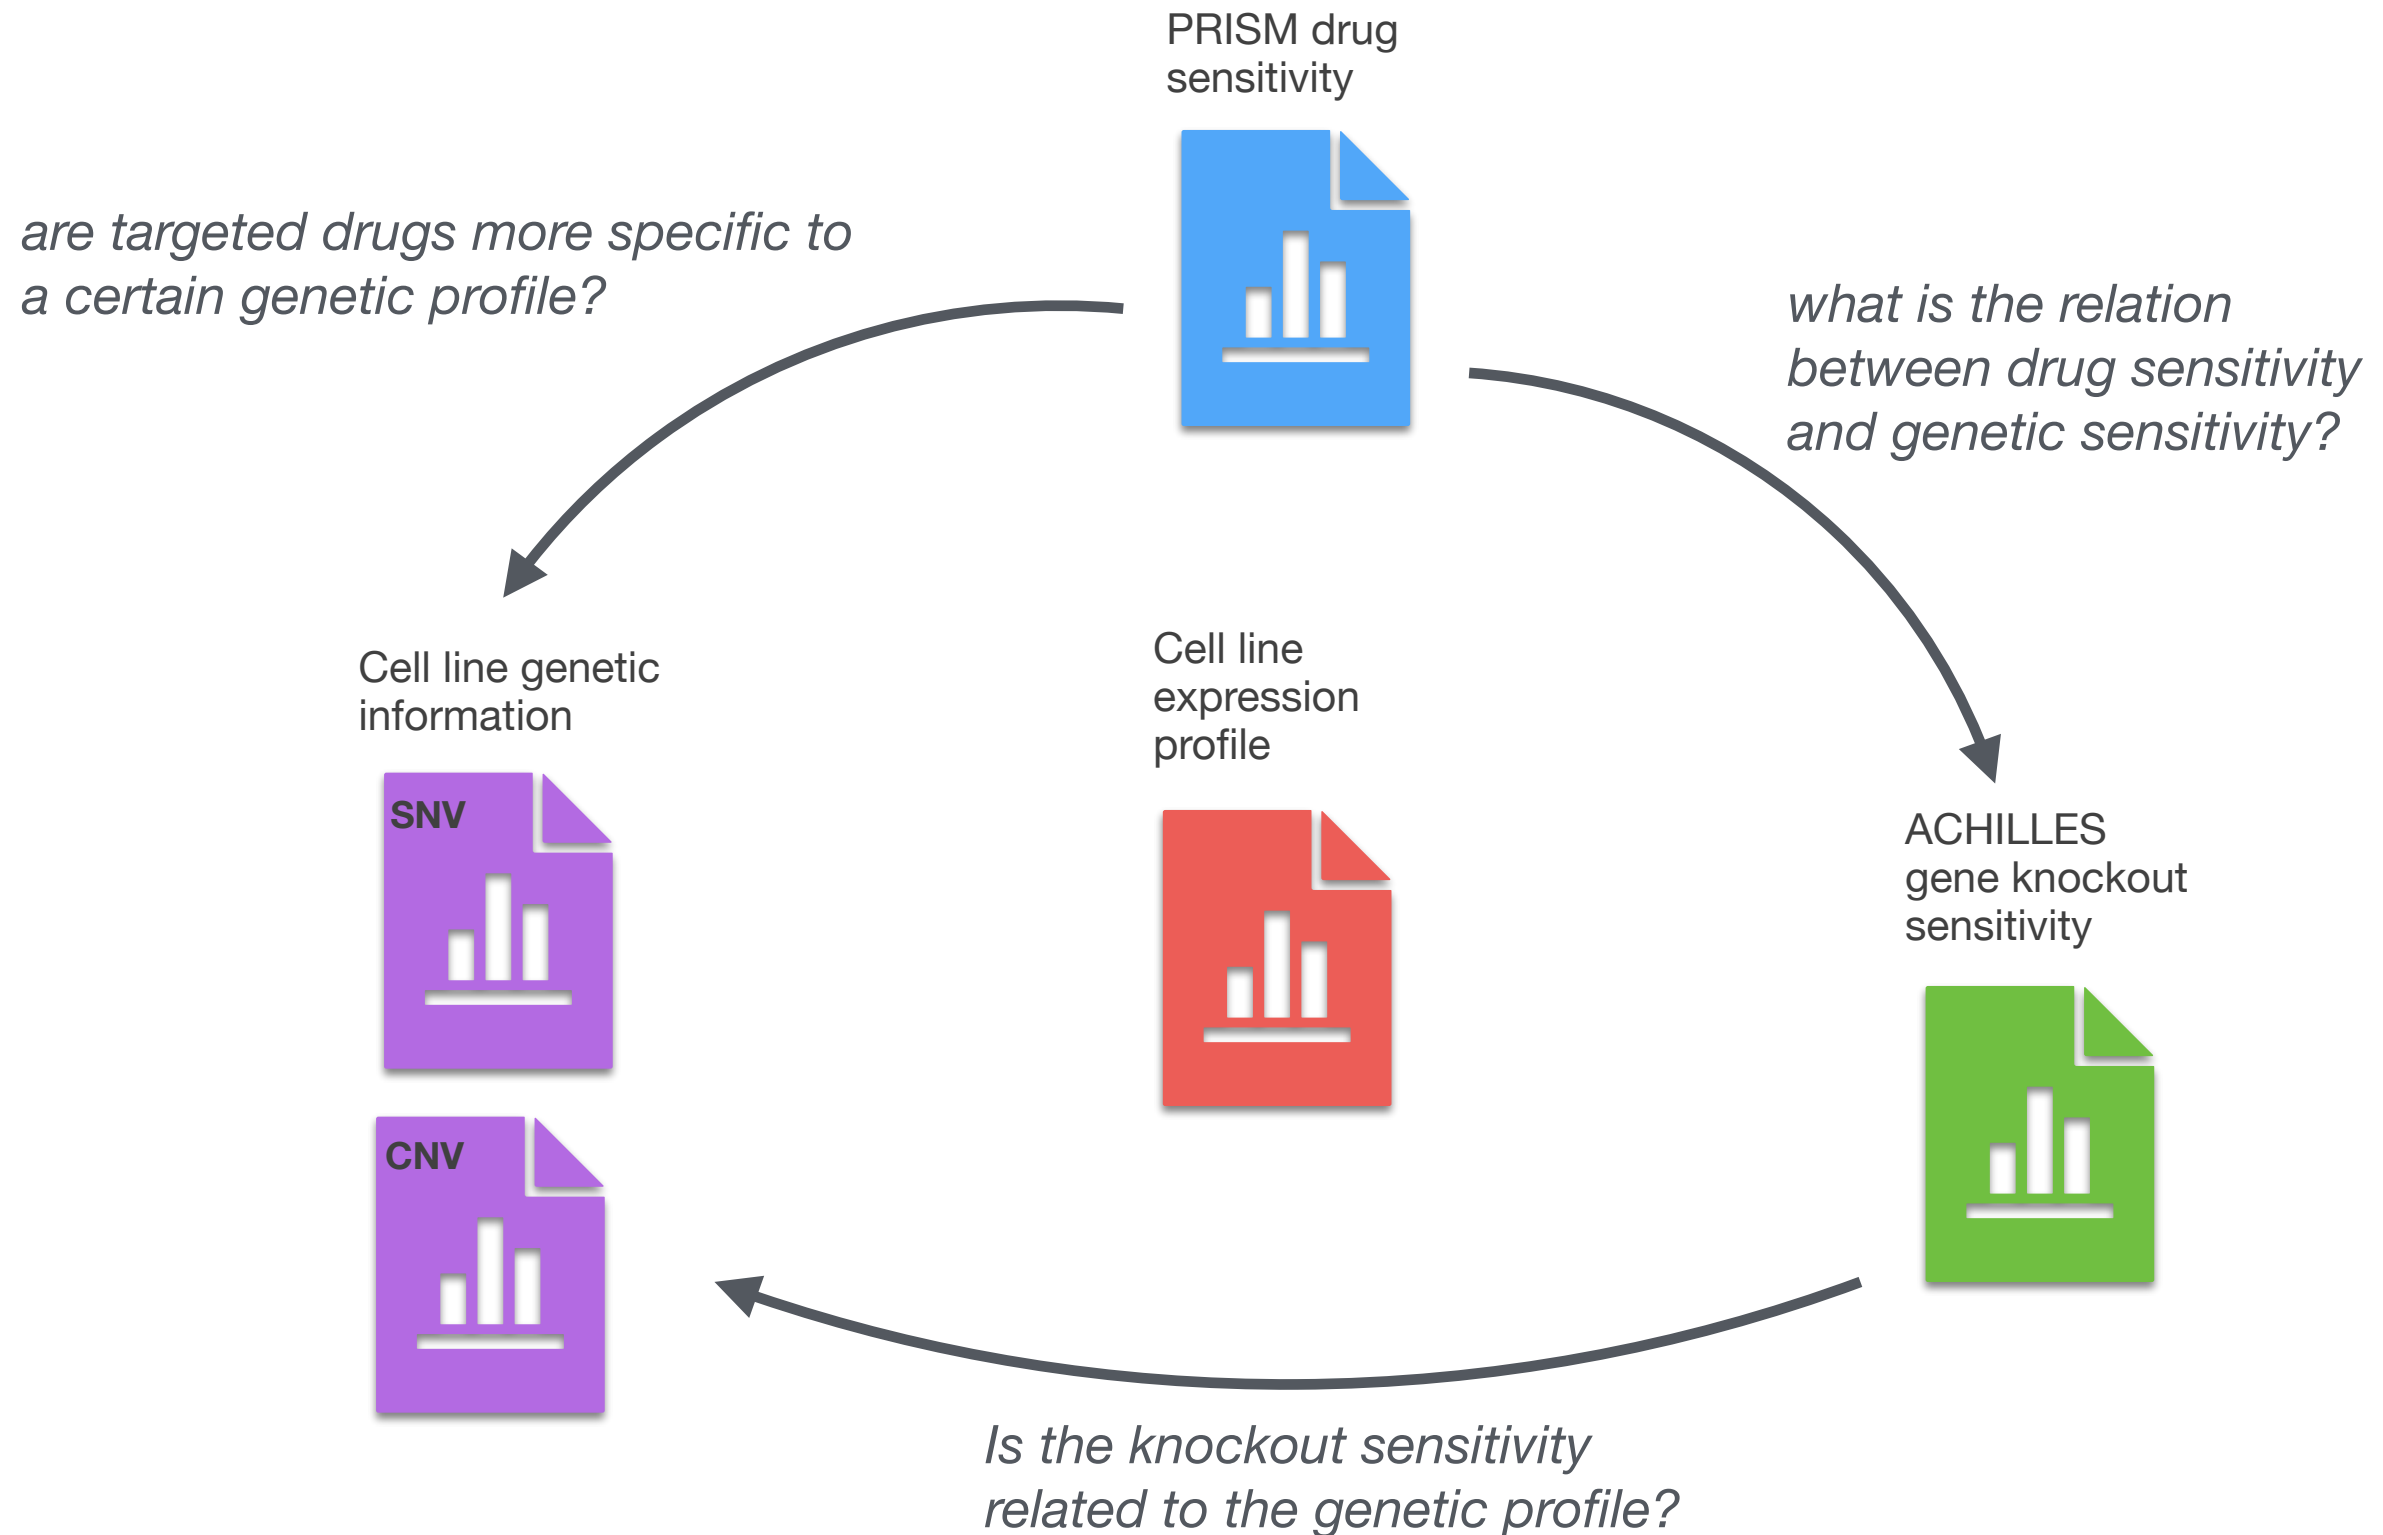 PRISM drug
sensitivity
are targeted drugs more specific to
a certain genetic profile?
what is the relation
between drug sensitivity
and genetic sensitivity?
Cell line genetic
information
SNV
CNV
Cell line
expression
profile
ACHILLES
gene knockout
sensitivity
Is the knockout sensitivity
related to the genetic profile?